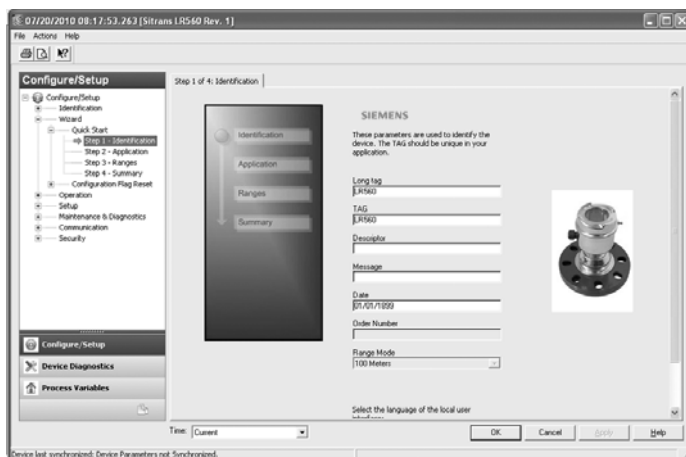 07/20/2010 08:17:53.263 [Sitrans LR560 Rev. 1]
File Actions Help
Configure/Setup
Configure/Setup
Identification
Wizard
Quick Start
Step 1 - Identification
Step 2 - Application
Step 3 - Ranges
Step 4 - Summary
Configuration Flag Reset
Operation
Setup
Maintenance & Diagnostics
Communication
Security
Configure/Setup
Device Diagnostics
Process Variables
Step 1 of 4: Identification
Identification
Application
Ranges
Summary
SIEMENS
These parameters are used to identify the
device. The TAG should be unique in your
application.
Long tag
LR560
TAG
LR560
Descriptor
Message
Date
01/01/1899
Order Number
Range Mode
100 Meters
Select the language of the local user
Time: Current
OK Cancel Apply Help
Device last synchronized: Device Parameters not Synchronized.